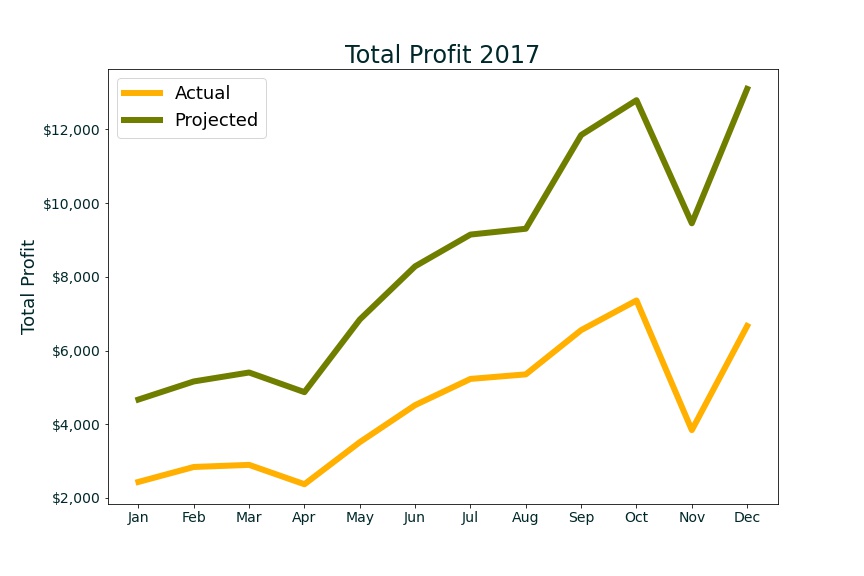 Total Profit 2017
Actual
Projected
Total Profit
$12,000
$10,000
$8,000
$6,000
$4,000
$2,000
Jan Feb Mar Apr May Jun Jul Aug Sep Oct Nov Dec